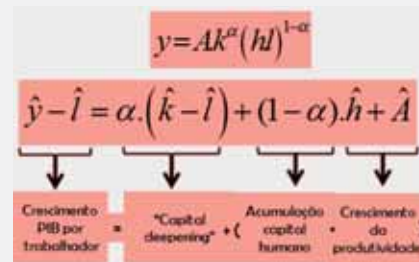 y = Ak^α(hl)^{1-α}
ŷ - l̂ = α.(k̂ - l̂) + (1-α).ĥ + Â
Crescimento PIB por trabalhador = "Capital deepening" + ( Acumulação capital humano + Crescimento da produtividade